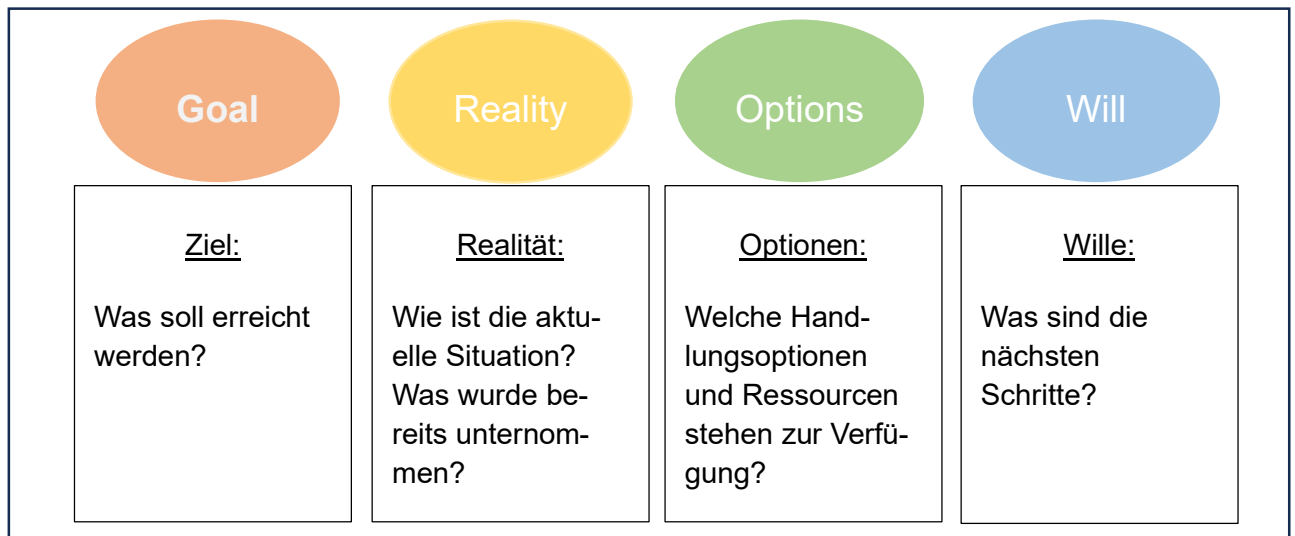 Goal
Reality
Options
Will
Ziel:
Was soll erreicht
werden?
Realität:
Wie ist die aktu-
elle Situation?
Was wurde be-
reits unternom-
men?
Optionen:
Welche Hand-
lungsoptionen
und Ressourcen
stehen zur Verfü-
gung?
Wille:
Was sind die
nächsten
Schritte?